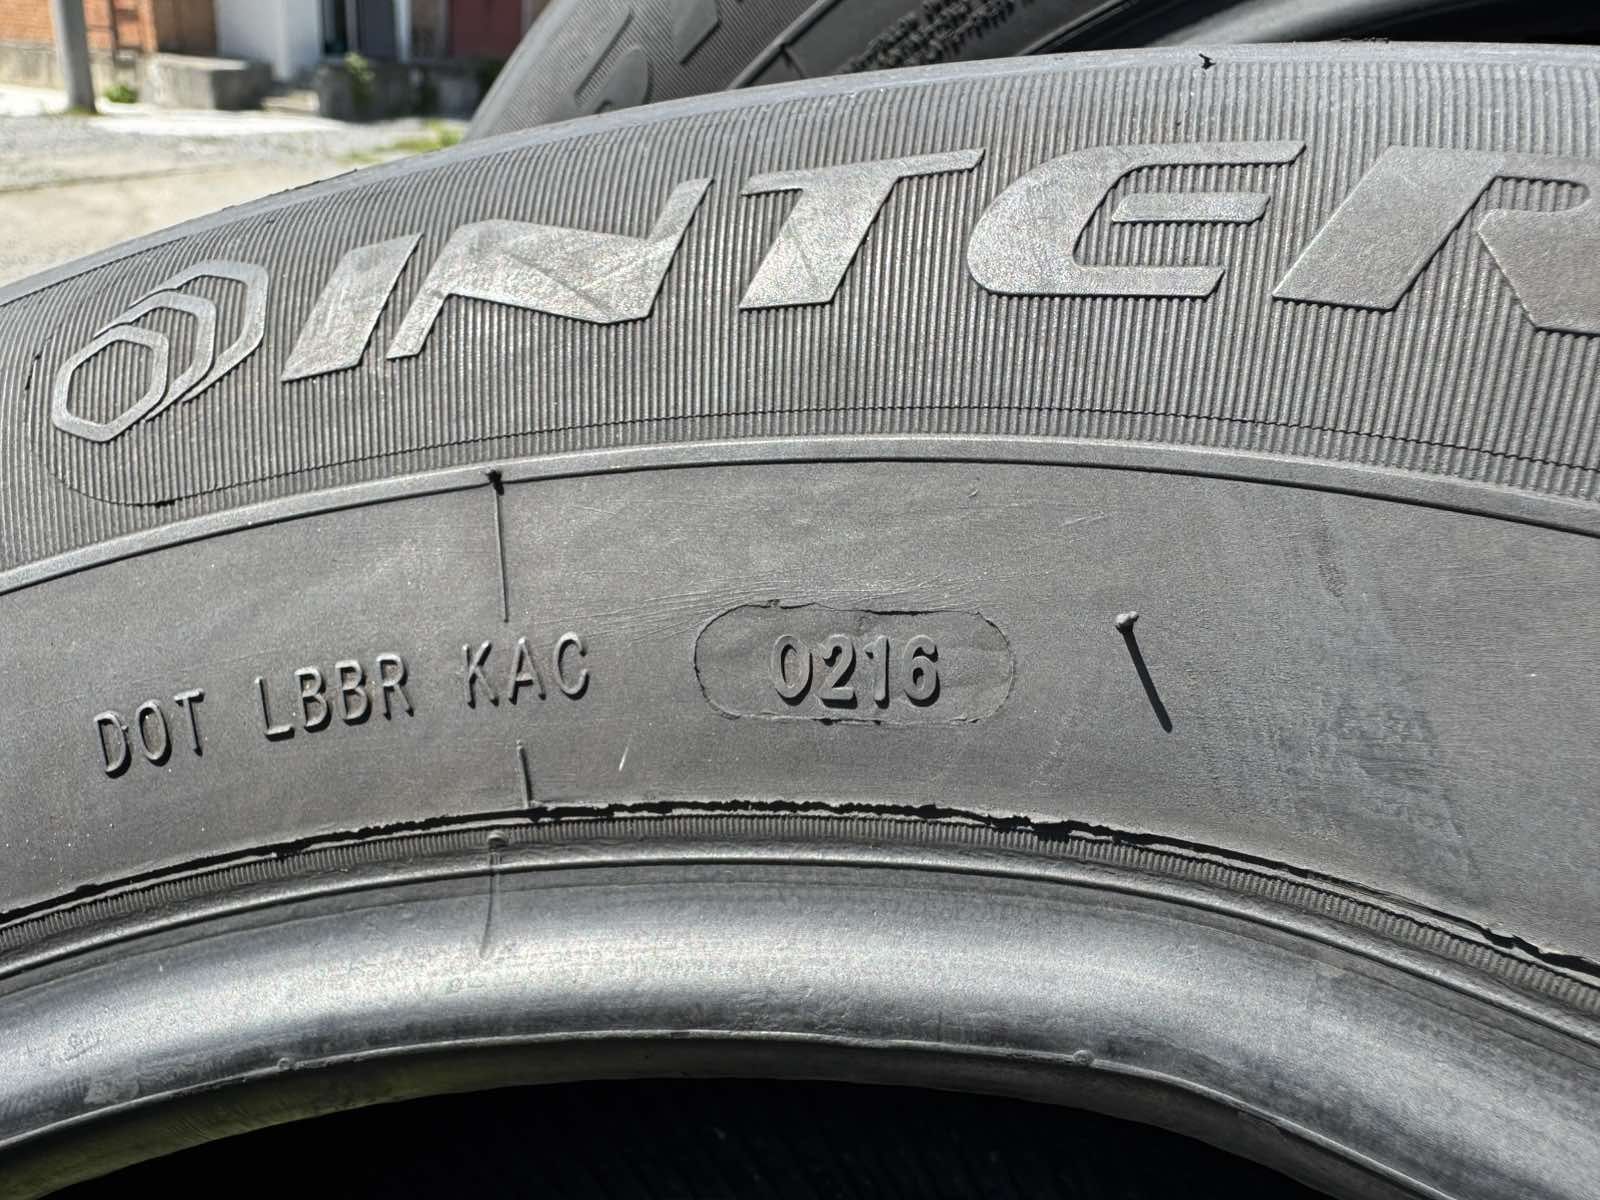 INTER
DOT LBBR KAC 0216